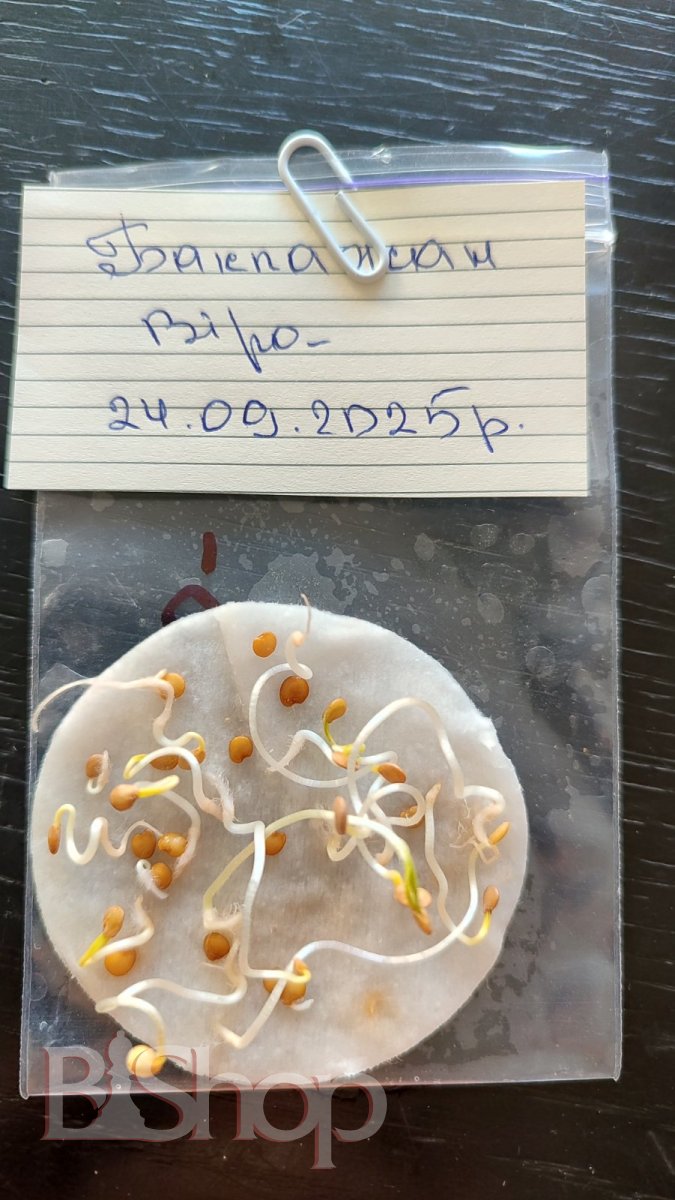 Баклажан
Віро-
24.09.2025р.
BiShop